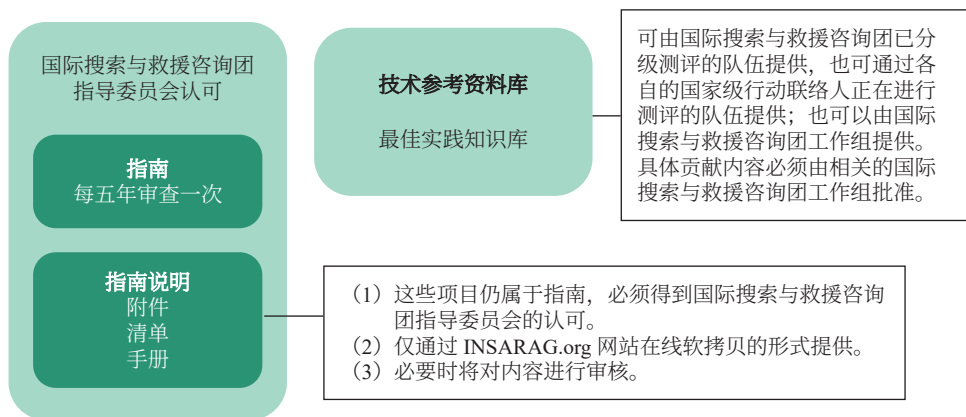 国际搜索与救援咨询团
指导委员会认可
指南
每五年审查一次
指南说明
附件
清单
手册
技术参考资料库
最佳实践知识库
可由国际搜索与救援咨询团已分
级测评的队伍提供，也可通过各
自的国家级行动联络人正在进行
测评的队伍提供；也可以由国际
搜索与救援咨询团工作组提供。
具体贡献内容必须由相关的国际
搜索与救援咨询团工作组批准。
（1）这些项目仍属于指南，必须得到国际搜索与救援咨询
团指导委员会的认可。
（2）仅通过 INSARAG.org 网站在线软拷贝的形式提供。
（3）必要时将对内容进行审核。